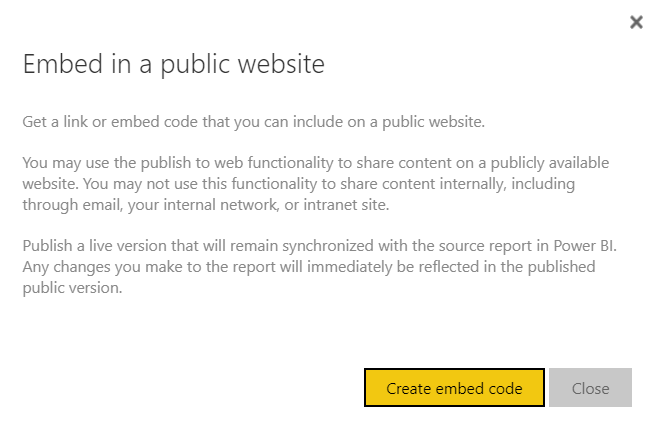 Embed in a public website
Get a link or embed code that you can include on a public website.
You may use the publish to web functionality to share content on a publicly available
website. You may not use this functionality to share content internally, including
through email, your internal network, or intranet site.
Publish a live version that will remain synchronized with the source report in Power BI.
Any changes you make to the report will immediately be reflected in the published
public version.
Create embed code
Close